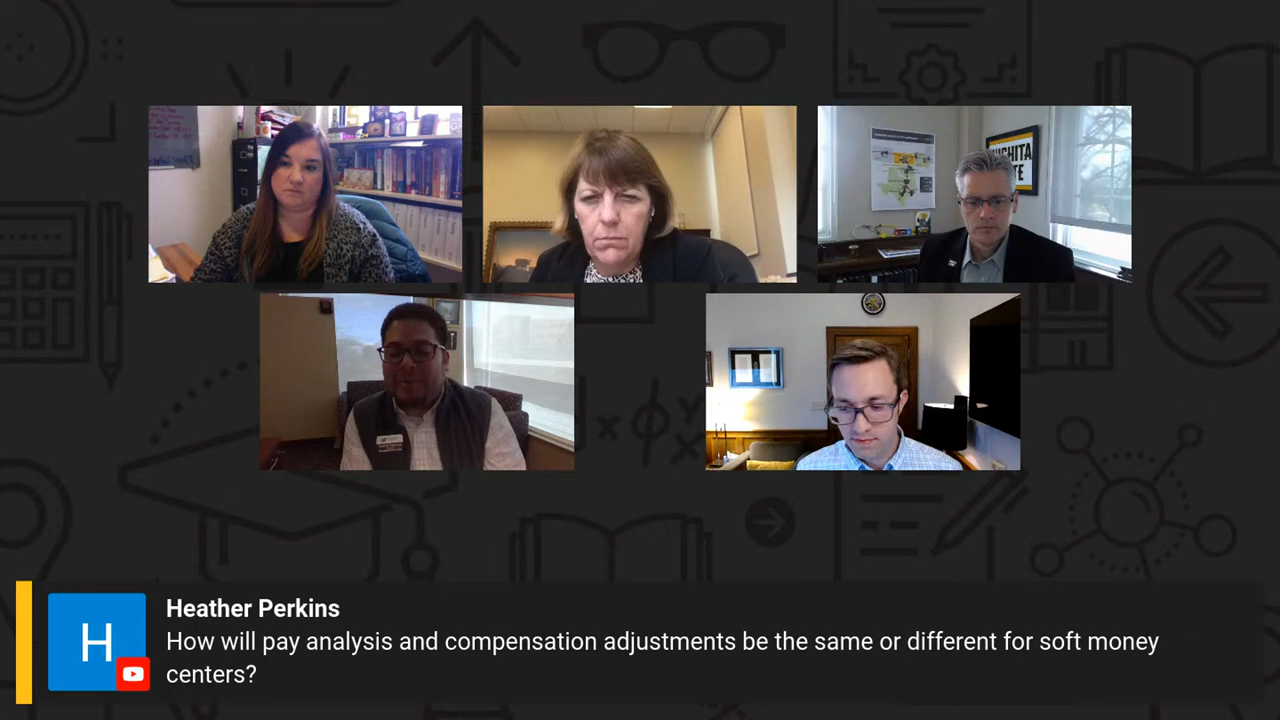 WICHITA
STATE
H
Heather Perkins
How will pay analysis and compensation adjustments be the same or different for soft money
centers?